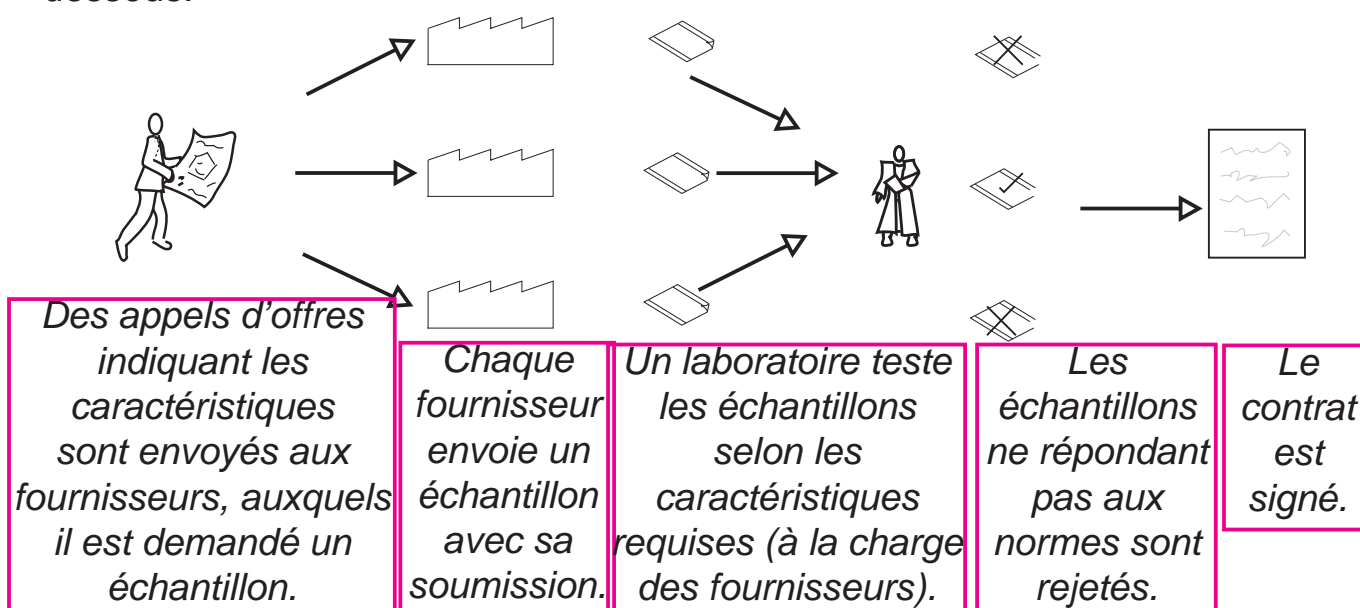 dessous.
Des appels d’offres
indiquant les
caractéristiques
sont envoyés aux
fournisseurs, auxquels
il est demandé un
échantillon.
Chaque
fournisseur
envoie un
échantillon
avec sa
soumission.
Un laboratoire teste
les échantillons
selon les
caractéristiques
requises (à la charge
des fournisseurs).
Les
échantillons
ne répondant
pas aux
normes sont
rejetés.
Le
contrat
est
signé.